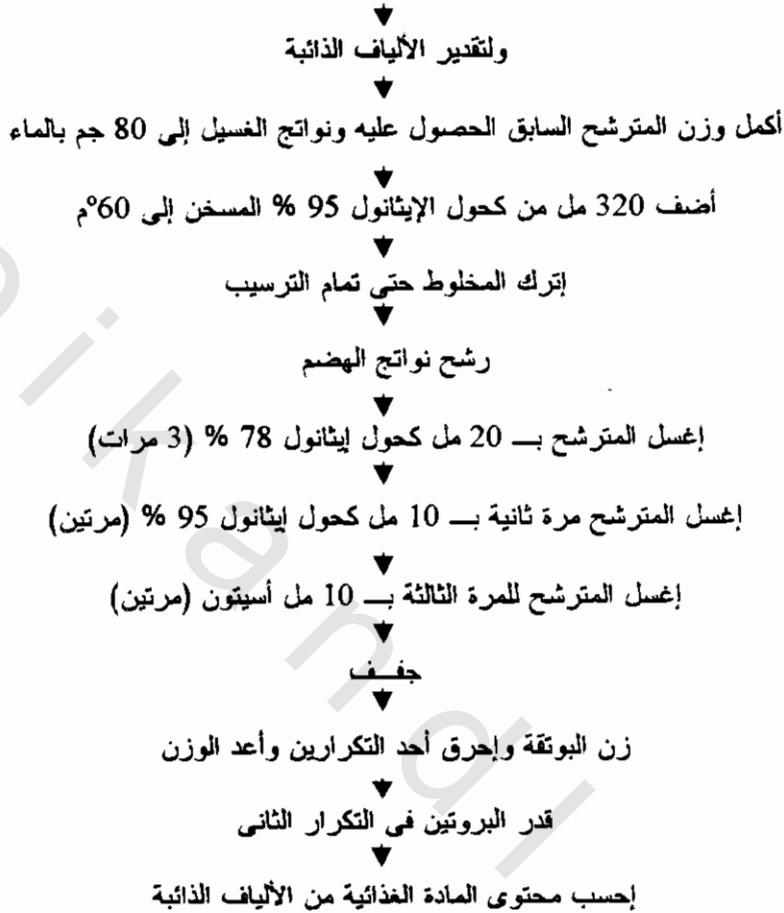 ولتقدير الألياف الذائبة
أكمل وزن المترشح السابق الحصول عليه ونواتج الغسيل إلى 80 جم بالماء
أضف 320 مل من كحول الإيثانول 95 % المسخن إلى 60°م
إترك المخلوط حتى تمام الترسيب
رشح نواتج الهضم
إغسل المترشح بـــ 20 مل كحول إيثانول 78 % (3 مرات)
إغسل المترشح مرة ثانية بـــ 10 مل كحول إيثانول 95 % (مرتين)
إغسل المترشح للمرة الثالثة بـــ 10 مل أسيتون (مرتين)
جفـــف
زن البوتقة وإحرق أحد التكرارين وأعد الوزن
قدر البروتين فى التكرار الثانى
إحسب محتوى المادة الغذائية من الألياف الذائبة